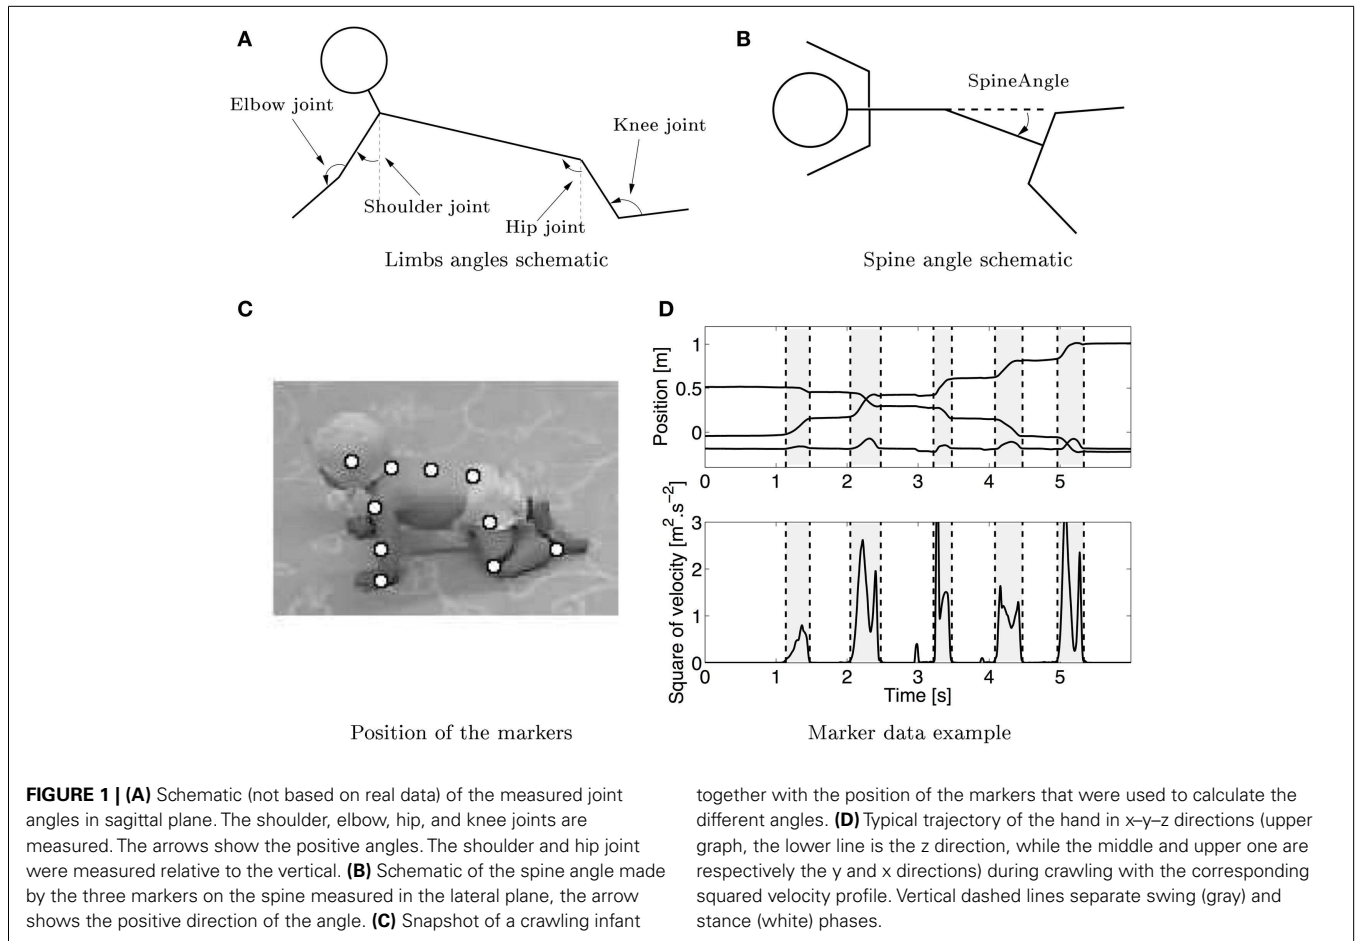 A
Elbow joint
Shoulder joint
Hip joint
Knee joint
Limbs angles schematic
B
SpineAngle
Spine angle schematic
C
Position of the markers
D
Position [m]
1
0.5
0
0 1 2 3 4 5
Square of velocity [m².s⁻²]
3
2
1
0
0 1 2 3 4 5
Time [s]
Marker data example
FIGURE 1 | (A) Schematic (not based on real data) of the measured joint
angles in sagittal plane. The shoulder, elbow, hip, and knee joints are
measured. The arrows show the positive angles. The shoulder and hip joint
were measured relative to the vertical. (B) Schematic of the spine angle made
by the three markers on the spine measured in the lateral plane, the arrow
shows the positive direction of the angle. (C) Snapshot of a crawling infant
together with the position of the markers that were used to calculate the
different angles. (D) Typical trajectory of the hand in x–y–z directions (upper
graph, the lower line is the z direction, while the middle and upper one are
respectively the y and x directions) during crawling with the corresponding
squared velocity profile. Vertical dashed lines separate swing (gray) and
stance (white) phases.